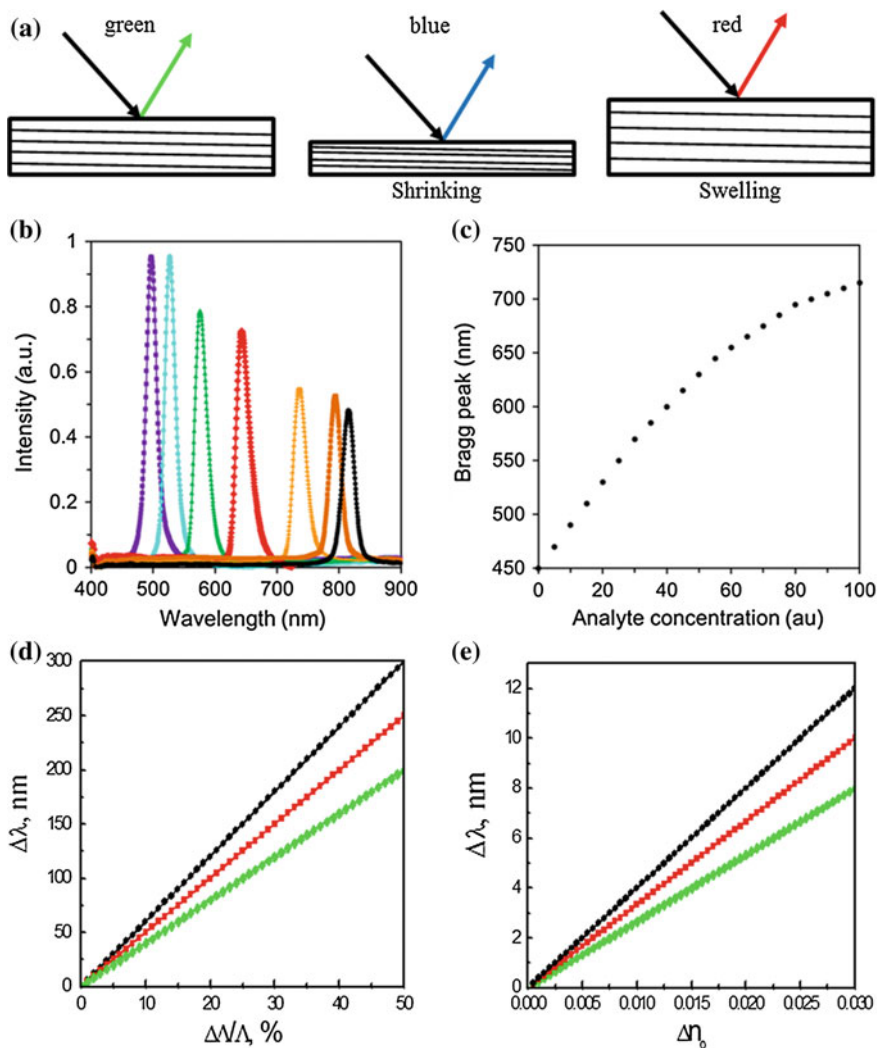 (a)
green
blue
red
Shrinking
Swelling
(b)
1
0.8
0.6
0.4
0.2
0
Intensity (a.u.)
400 500 600 700 800 900
Wavelength (nm)
(c)
750
700
650
600
550
500
450
Bragg peak (nm)
0 20 40 60 80 100
Analyte concentration (au)
(d)
300
250
200
150
100
50
0
Δλ, nm
0 10 20 30 40 50
ΔΛ/Λ, %
(e)
12
10
8
6
4
2
0
Δλ, nm
0.000 0.005 0.010 0.015 0.020 0.025 0.030
Δη₀